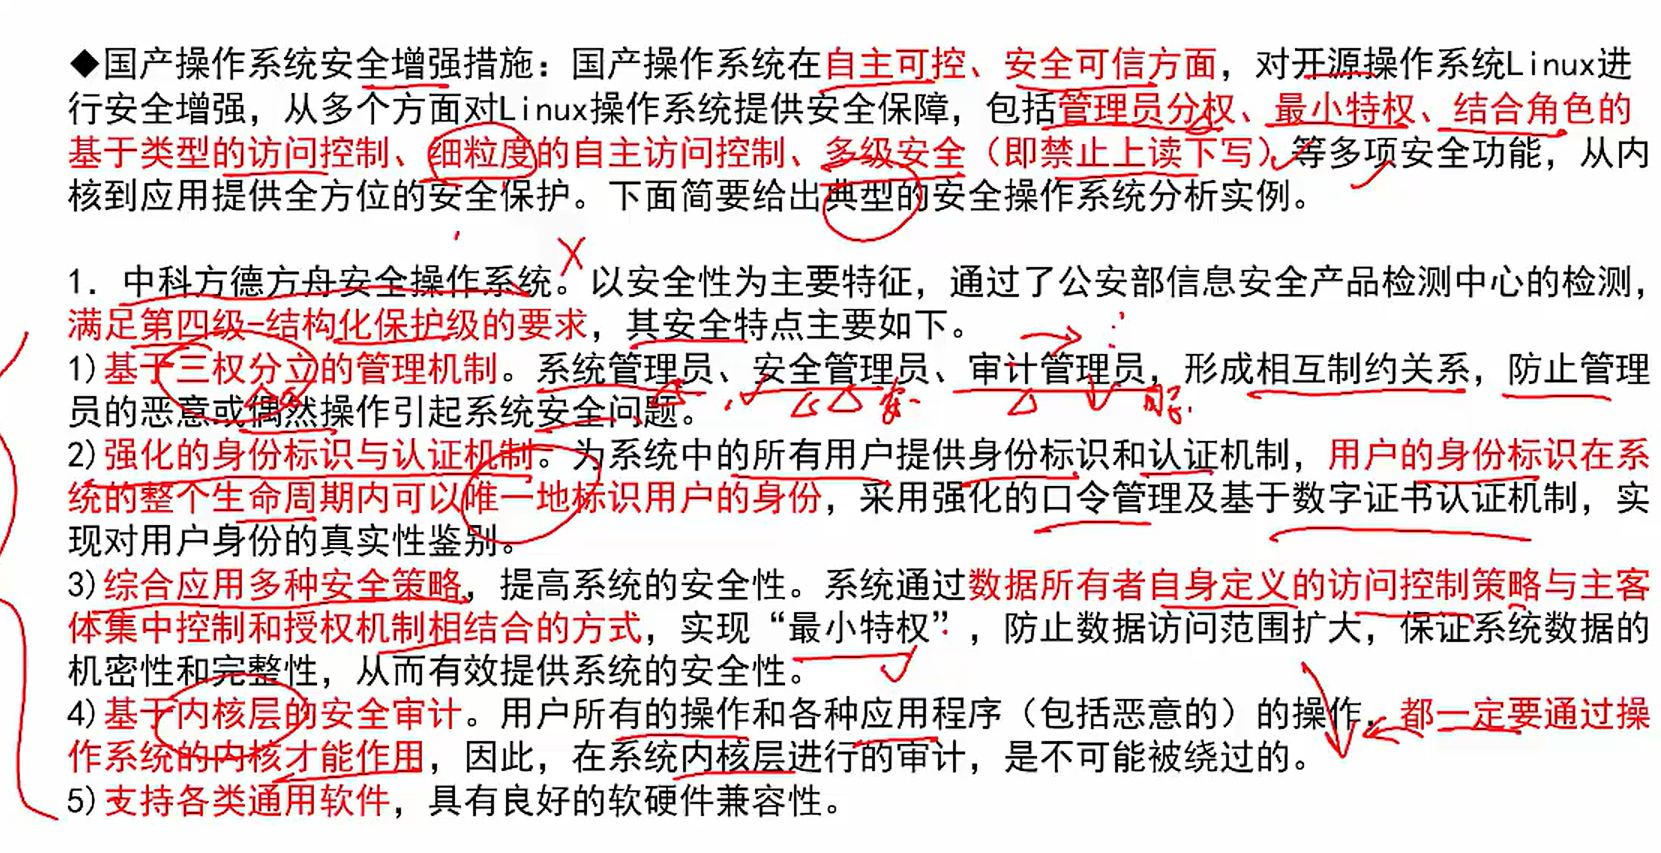 ◆国产操作系统安全增强措施：国产操作系统在自主可控、安全可信方面，对开源操作系统Linux进
行安全增强，从多个方面对Linux操作系统提供安全保障，包括管理员分权、最小特权、结合角色的
基于类型的访问控制、细粒度的自主访问控制、多级安全（即禁止上读下写）等多项安全功能，从内
核到应用提供全方位的安全保护。下面简要给出典型的安全操作系统分析实例。
1．中科方德方舟安全操作系统。以安全性为主要特征，通过了公安部信息安全产品检测中心的检测，
满足第四级-结构化保护级的要求，其安全特点主要如下。
1)基于三权分立的管理机制。系统管理员、安全管理员、审计管理员，形成相互制约关系，防止管理
员的恶意或偶然操作引起系统安全问题。
2)强化的身份标识与认证机制。为系统中的所有用户提供身份标识和认证机制，用户的身份标识在系
统的整个生命周期内可以唯一地标识用户的身份，采用强化的口令管理及基于数字证书认证机制，实
现对用户身份的真实性鉴别。
3)综合应用多种安全策略，提高系统的安全性。系统通过数据所有者自身定义的访问控制策略与主客
体集中控制和授权机制相结合的方式，实现“最小特权”，防止数据访问范围扩大，保证系统数据的
机密性和完整性，从而有效提供系统的安全性。
4)基于内核层的安全审计。用户所有的操作和各种应用程序（包括恶意的）的操作，都一定要通过操
作系统的内核才能作用，因此，在系统内核层进行的审计，是不可能被绕过的。
5)支持各类通用软件，具有良好的软硬件兼容性。